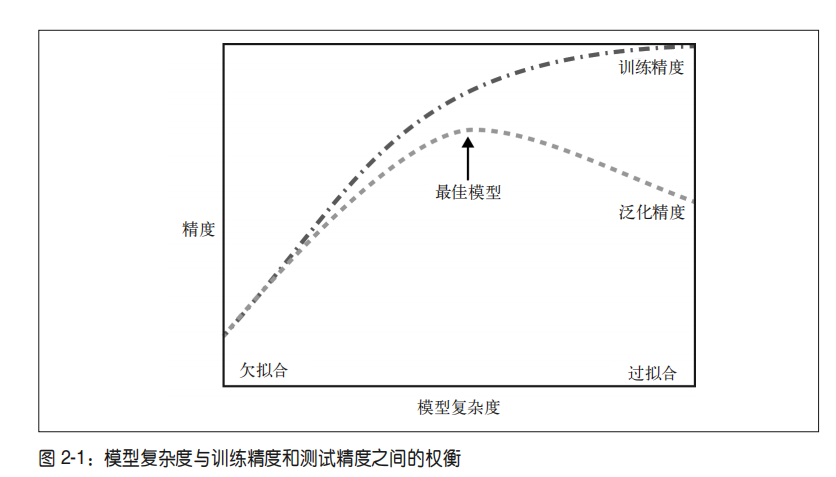 训练精度
最佳模型
泛化精度
精度
欠拟合
过拟合
模型复杂度
图 2-1：模型复杂度与训练精度和测试精度之间的权衡